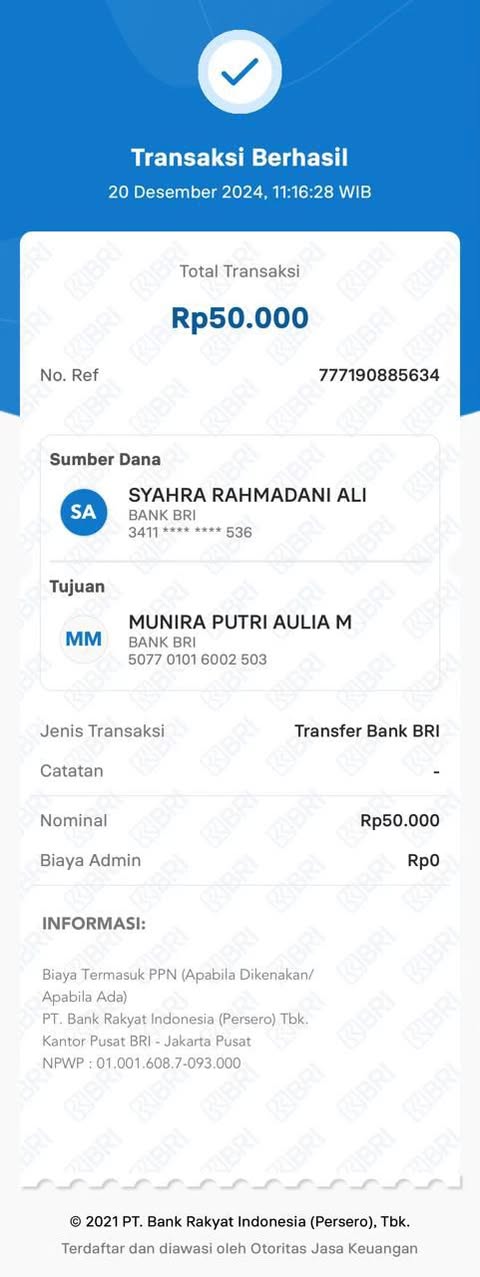 Transaksi Berhasil
20 Desember 2024, 11:16:28 WIB
Total Transaksi
Rp50.000
No. Ref 777190885634
Sumber Dana
SA
SYAHRA RAHMADANI ALI
BANK BRI
3411 **** **** 536
Tujuan
MM
MUNIRA PUTRI AULIA M
BANK BRI
5077 0101 6002 503
Jenis Transaksi Transfer Bank BRI
Catatan -
Nominal Rp50.000
Biaya Admin Rp0
INFORMASI:
Biaya Termasuk PPN (Apabila Dikenakan/
Apabila Ada)
PT. Bank Rakyat Indonesia (Persero) Tbk.
Kantor Pusat BRI - Jakarta Pusat
NPWP : 01.001.608.7-093.000
© 2021 PT. Bank Rakyat Indonesia (Persero), Tbk.
Terdaftar dan diawasi oleh Otoritas Jasa Keuangan